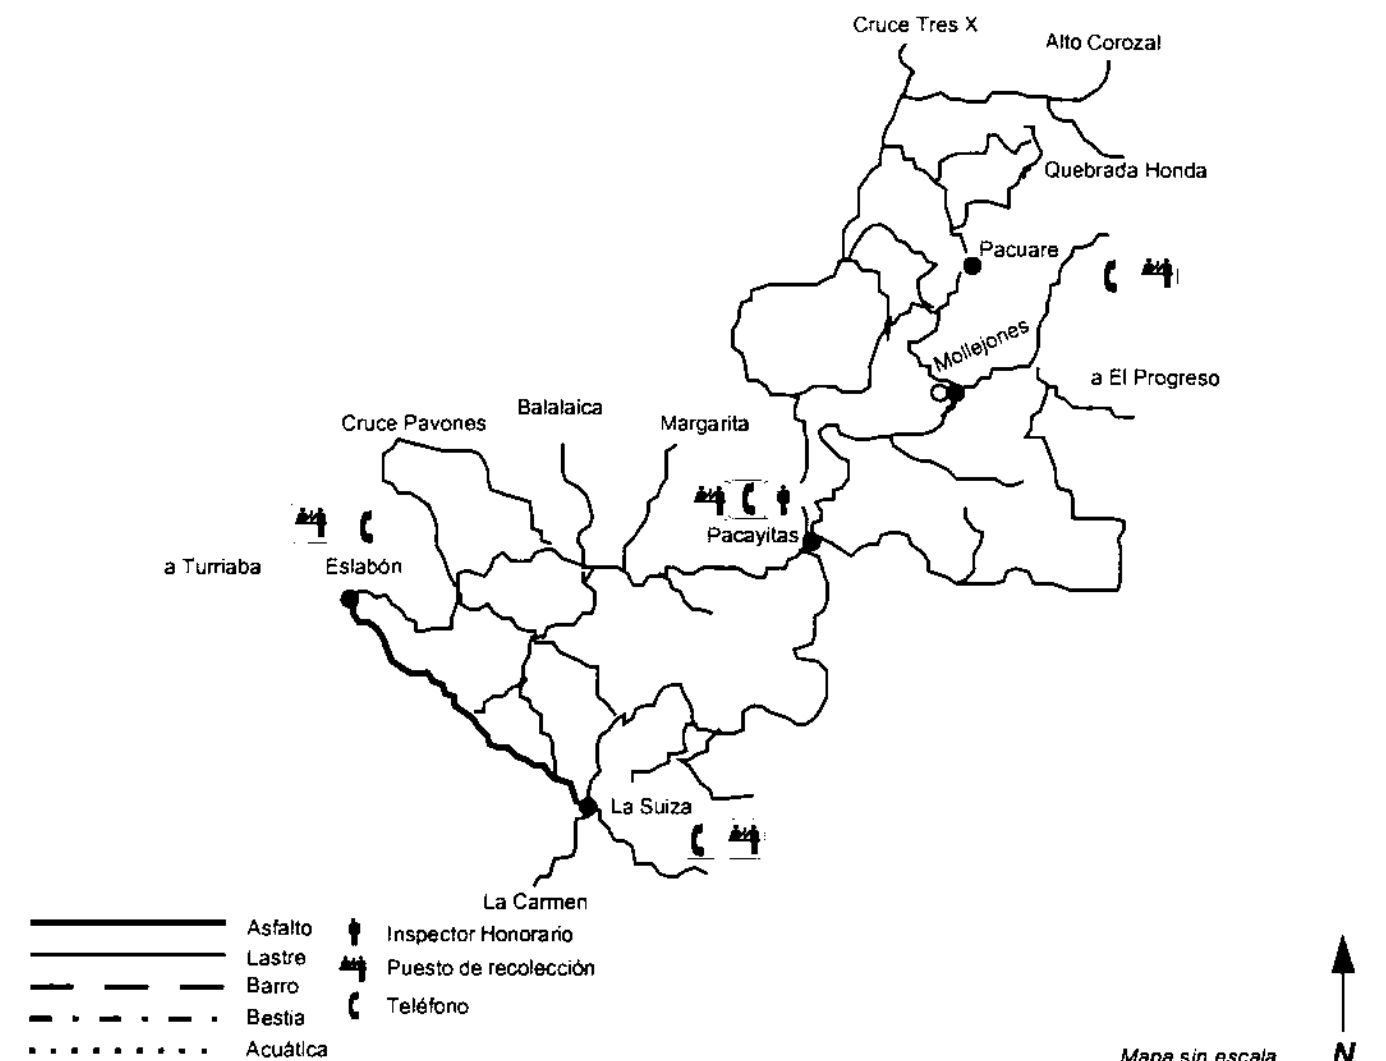 Cruce Tres X
Alto Corozal
Quebrada Honda
Pacuare
Mollejones
a El Progreso
Balalaica
Cruce Pavones
Margarita
Pacayitas
a Turriaba
Eslabón
La Suiza
La Carmen
Asfalto
Lastre
Barro
Bestia
Acuática
Inspector Honorario
Puesto de recolección
Teléfono
Mapa sin escala
N